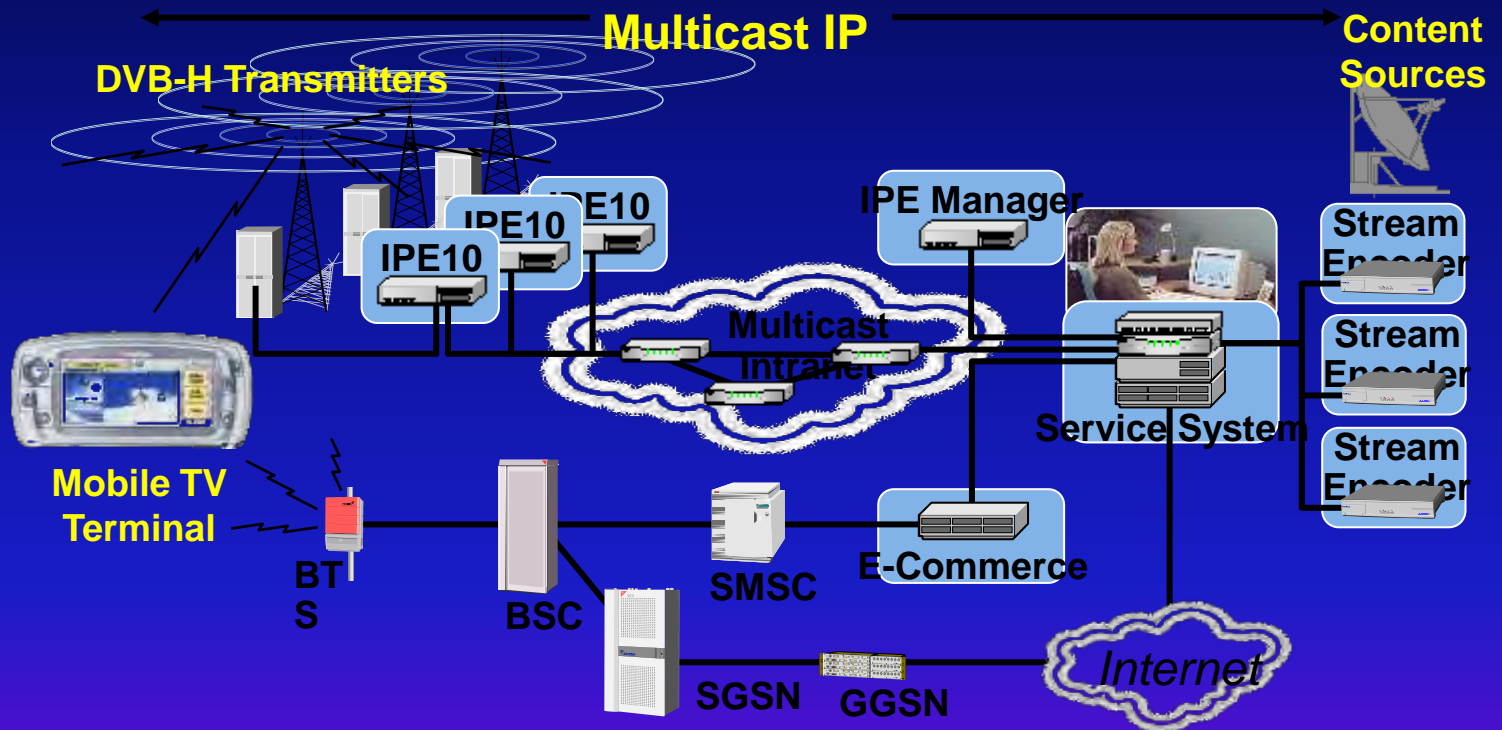 Multicast IP
Content
Sources
DVB-H Transmitters
IPE10
IPE10
IPE10
IPE Manager
Stream
Encoder
Multicast
Intranet
Stream
Encoder
Service System
Stream
Encoder
Mobile TV
Terminal
BT
S
BSC
SMSC
E-Commerce
SGSN
GGSN
Internet